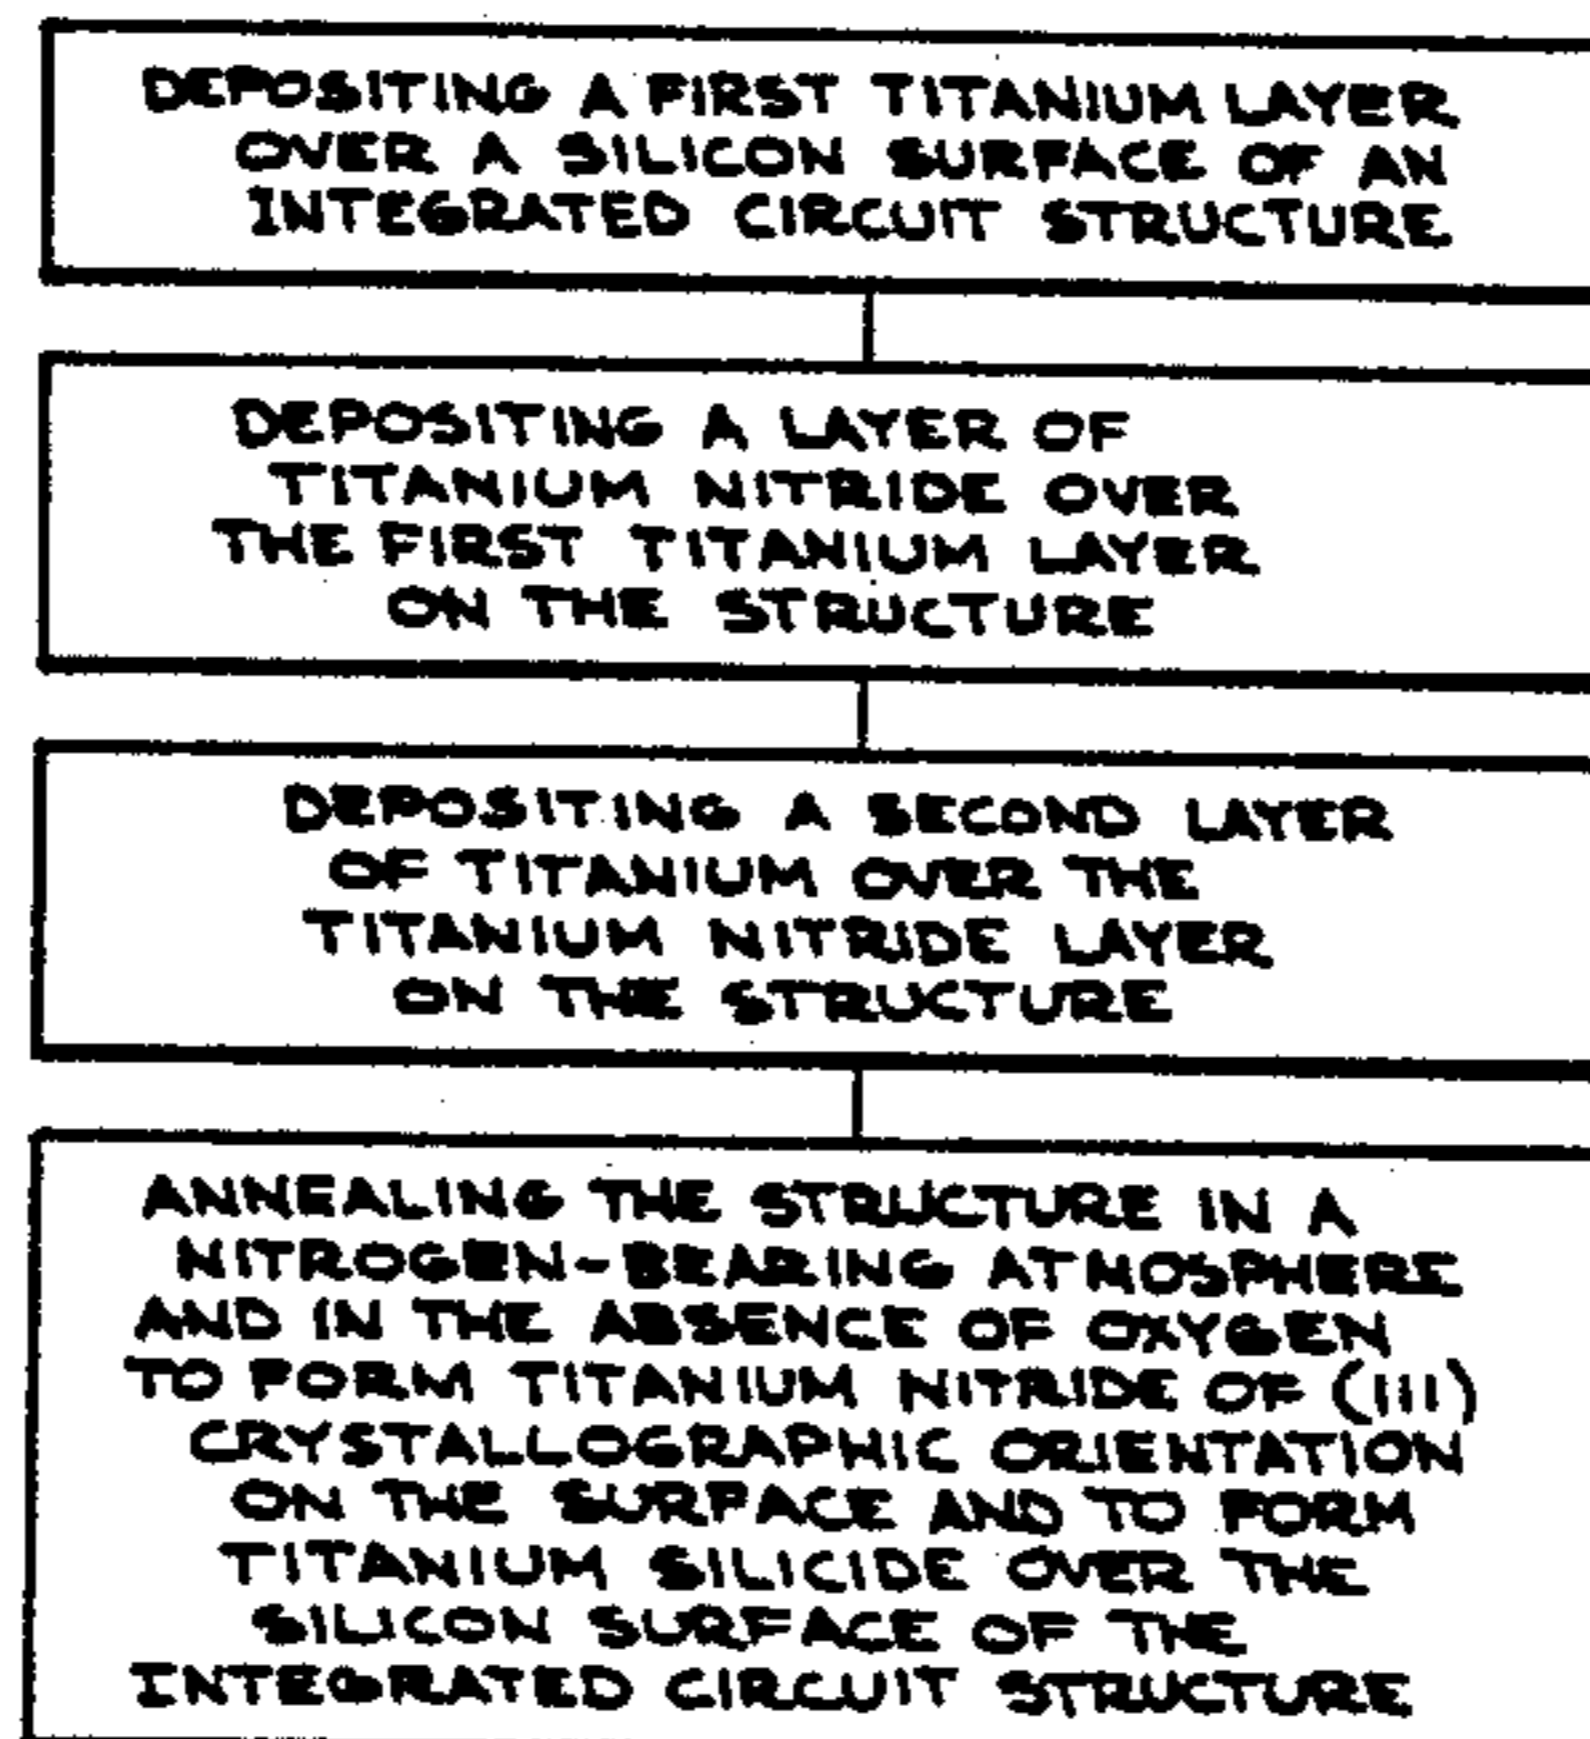 DEPOSITING A FIRST TITANIUM LAYER
OVER A SILICON SURFACE OF AN
INTEGRATED CIRCUIT STRUCTURE
DEPOSITING A LAYER OF
TITANIUM NITRIDE OVER
THE FIRST TITANIUM LAYER
ON THE STRUCTURE
DEPOSITING A SECOND LAYER
OF TITANIUM OVER THE
TITANIUM NITRIDE LAYER
ON THE STRUCTURE
ANNEALING THE STRUCTURE IN A
NITROGEN-BEARING ATMOSPHERE
AND IN THE ABSENCE OF OXYGEN
TO FORM TITANIUM NITRIDE OF (111)
CRYSTALLOGRAPHIC ORIENTATION
ON THE SURFACE AND TO FORM
TITANIUM SILICIDE OVER THE
SILICON SURFACE OF THE
INTEGRATED CIRCUIT STRUCTURE